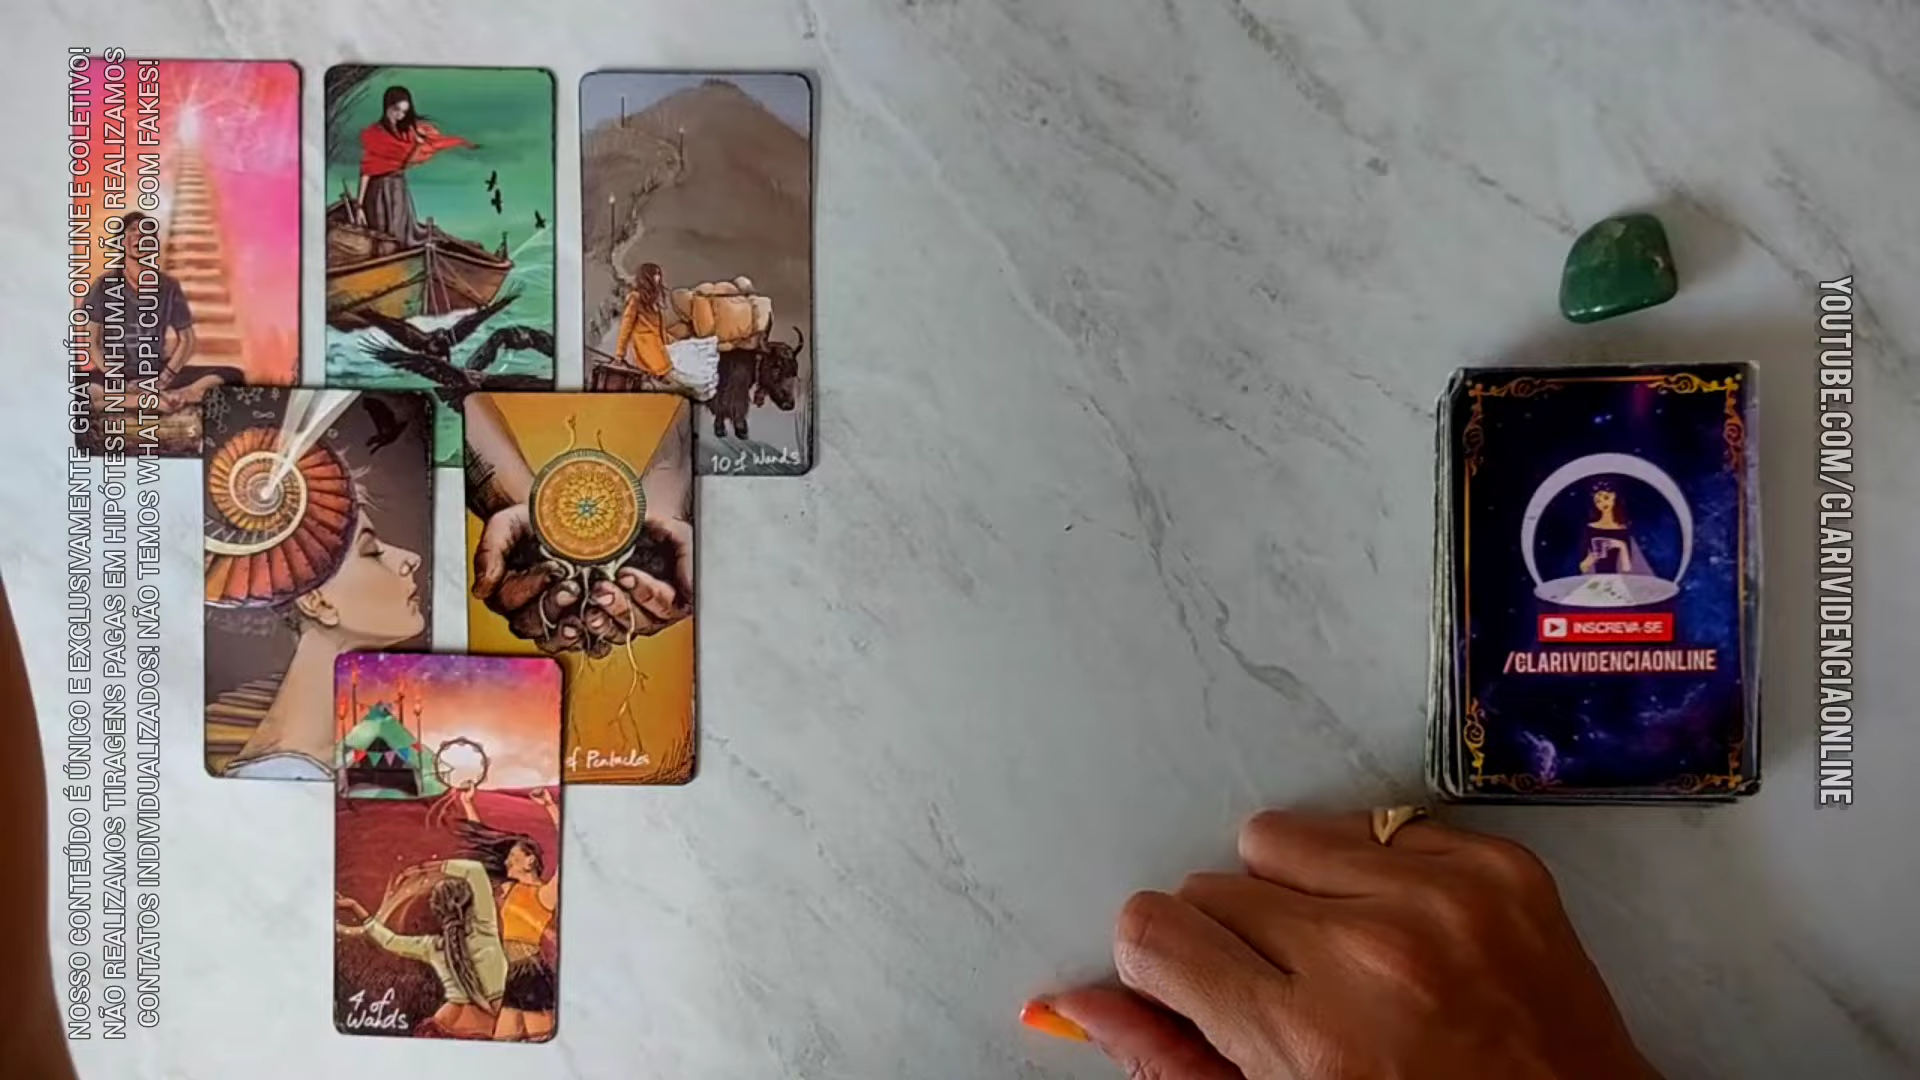 NOSSO CONTEÚDO É ÚNICO E EXCLUSIVAMENTE GRATUÍTO, ONLINE E COLETIVO!
NÃO REALIZAMOS TIRAGENS PAGAS EM HIPÓTESE NENHUMA! NÃO REALIZAMOS
CONTATOS INDIVIDUALIZADOS! NÃO TEMOS WHATSAPP! CUIDADO COM FAKES!
10 of Wands
of Pentacles
4 of
Wands
INSCREVA-SE
/CLARIVIDENCIAONLINE
YOUTUBE.COM/CLARIVIDENCIAONLINE